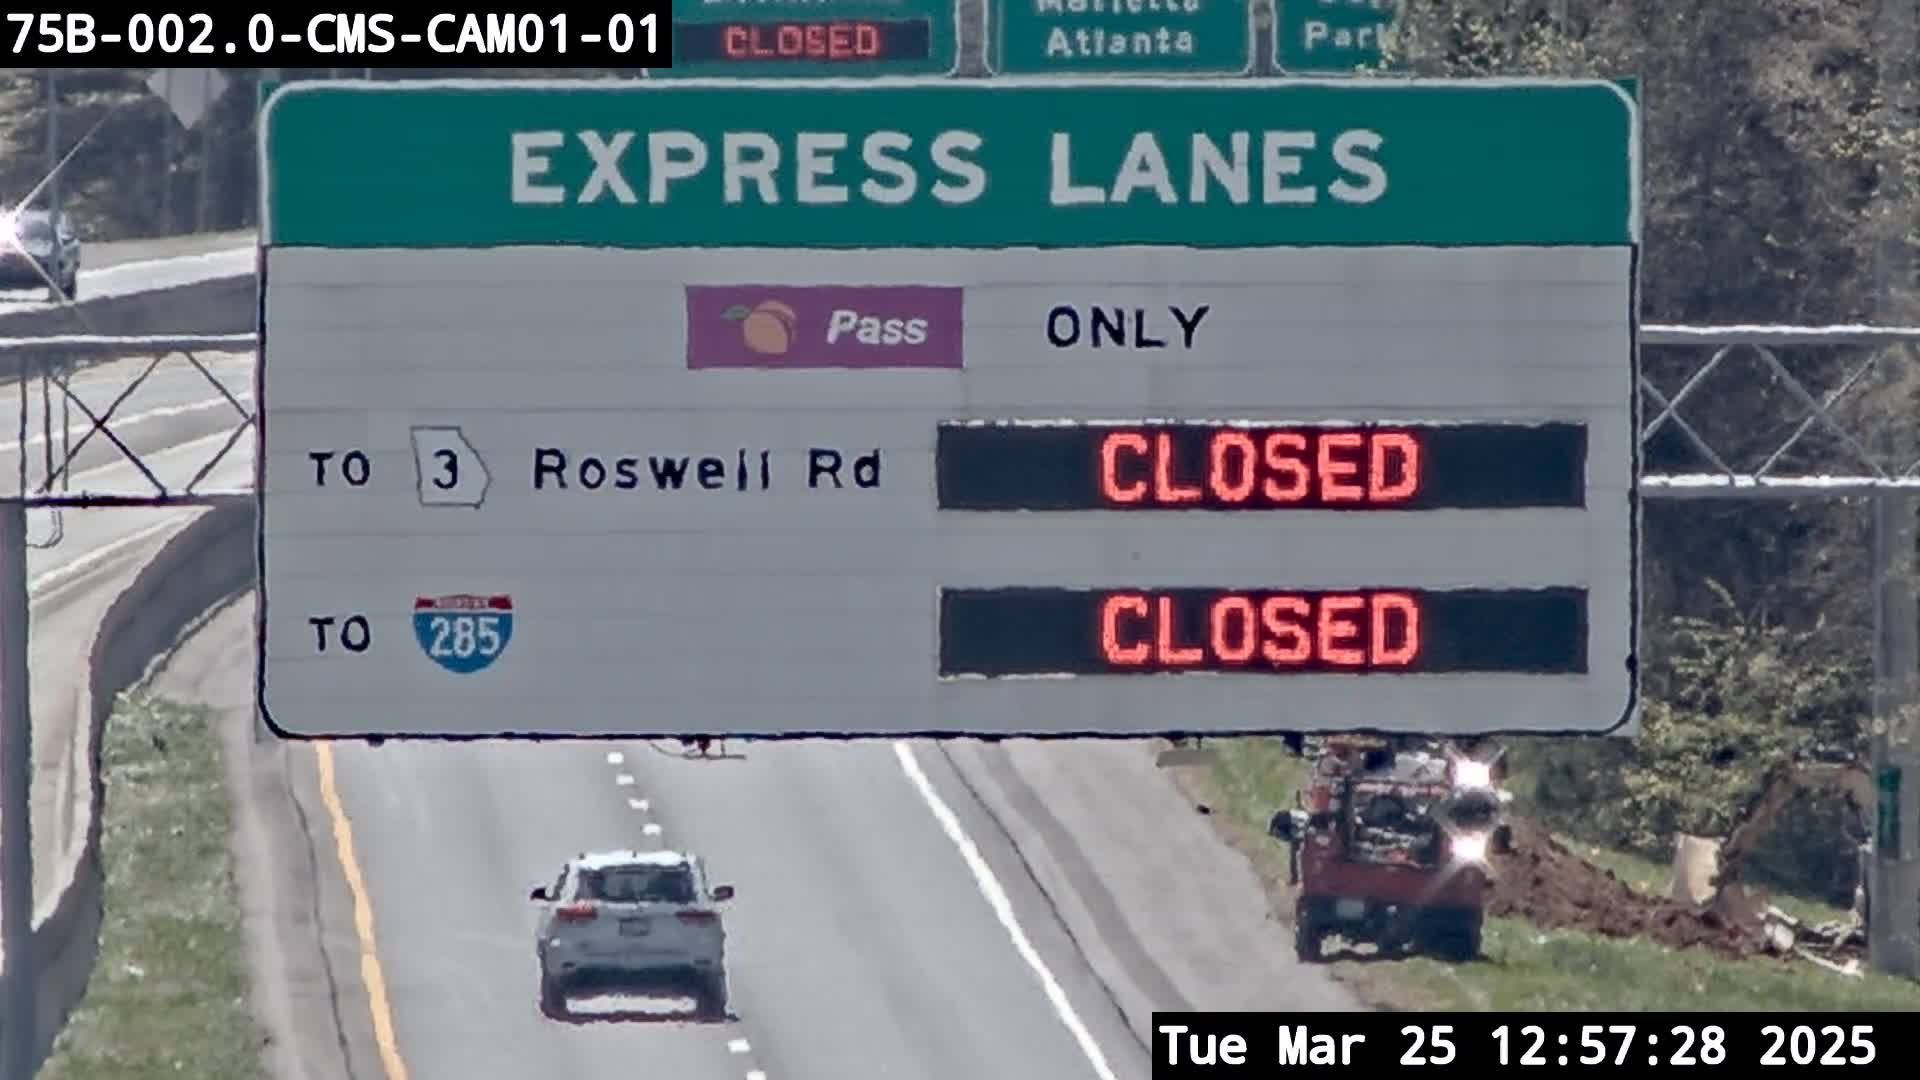 75B-002.0-CMS-CAM01-01
CLOSED
Marietta
Atlanta
EXPRESS LANES
Pass ONLY
TO 3 Roswell Rd CLOSED
TO 285 CLOSED
Tue Mar 25 12:57:28 2025